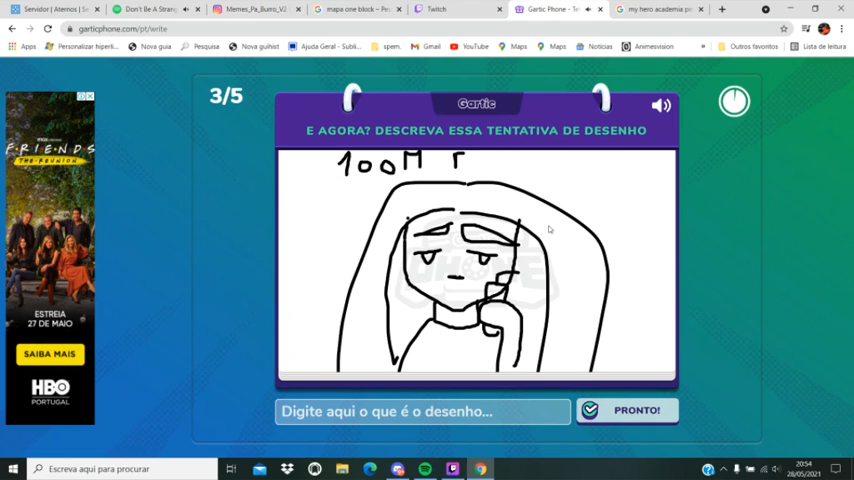 Servidor | Aternos | Se
Don't Be A Strang
Memes_Pa_Burro_V2
mapa one block – Pe
Twitch
Gartic Phone - Te
my hero academia p
garticphone.com/pt/write
Apps
Personalizar hiperli...
Nova guia
Nova guihist
Ajuda Geral - Subli...
spem.
Gmail
YouTube
Maps
Maps
Notícias
Animesvision
»
Outros favoritos
Lista de leitura
3/5
Gartic
E AGORA? DESCREVA ESSA TENTATIVA DE DESENHO
100M r
PHONE
F·R·I·E·N·D·S
THE REUNION
ESTREIA
27 DE MAIO
SAIBA MAIS
HBO
PORTUGAL
Digite aqui o que é o desenho...
PRONTO!
Escreva aqui para procurar
20:54
28/05/2021